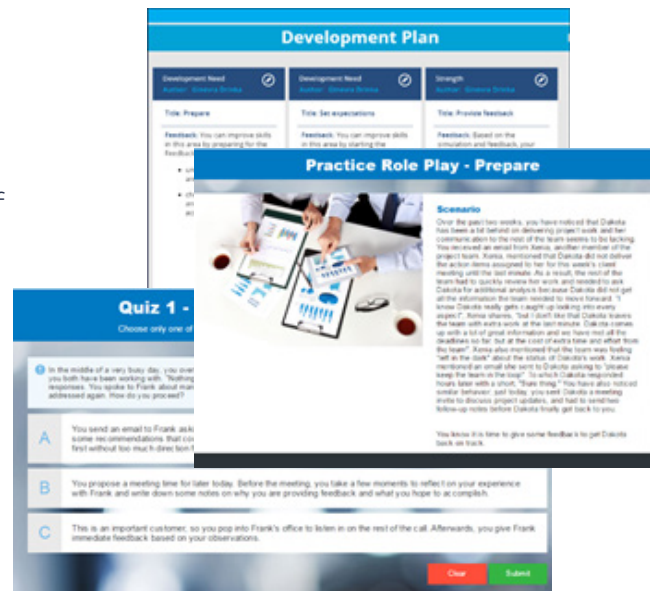 Development Plan
Development Need
Author: Ginevra Drinka
Title: Prepare
Feedback: You can improve skills
in this area by preparing for the
Feedback
Development Need
Author: Ginevra Drinka
Title: Set expectations
Feedback: You can improve skills
in this area by starting the
Strength
Author: Ginevra Drinka
Title: Provide feedback
Feedback: Based on the
simulation and feedback, your
c
Practice Role Play - Prepare
Scenario
Over the past two weeks, you have noticed that Dakota
has been a bit behind on delivering project work and her
communication to the rest of the team seems to be lacking.
You received an email from Xenia, another member of the
project team. Xenia, mentioned that Dakota did not deliver
the action items assigned to her for this week's client
meeting until the last minute. As a result, the rest of the
team had to quickly review her work and needed to ask
Dakota for additional analysis because Dakota did not get
all the information the team needed to move forward. "I
know Dakota really gets caught up looking into every
aspect", Xenia shares, "but I don't like that Dakota leaves
the team with extra work at the last minute. Dakota comes
up with a lot of great information and we have met all the
deadlines so far, but at the cost of extra time and effort from
the team". Xenia also mentioned that the team was feeling
"left in the dark" about the status of Dakota's work. Xenia
mentioned an email she sent to Dakota asking to "please
keep the team in the loop". To which Dakota responded
hours later with a short, "Sure thing." You have also noticed
similar behavior; just today, you sent Dakota a meeting
invite to discuss project updates, and had to send two
follow-up notes before Dakota finally got back to you.
You know it is time to give some feedback to get Dakota
back on track.
Quiz 1 -
Choose only one of
In the middle of a very busy day, you over
you both have been working with. "Nothing
responses. You spoke to Frank about man
addressed again. How do you proceed?
A
You send an email to Frank aski
some recommendations that co
first without too much direction f
B
You propose a meeting time for later today. Before the meeting, you take a few moments to reflect on your experience
with Frank and write down some notes on why you are providing feedback and what you hope to accomplish.
C
This is an important customer, so you pop into Frank's office to listen in on the rest of the call. Afterwards, you give Frank
immediate feedback based on your observations.
Clear
Submit